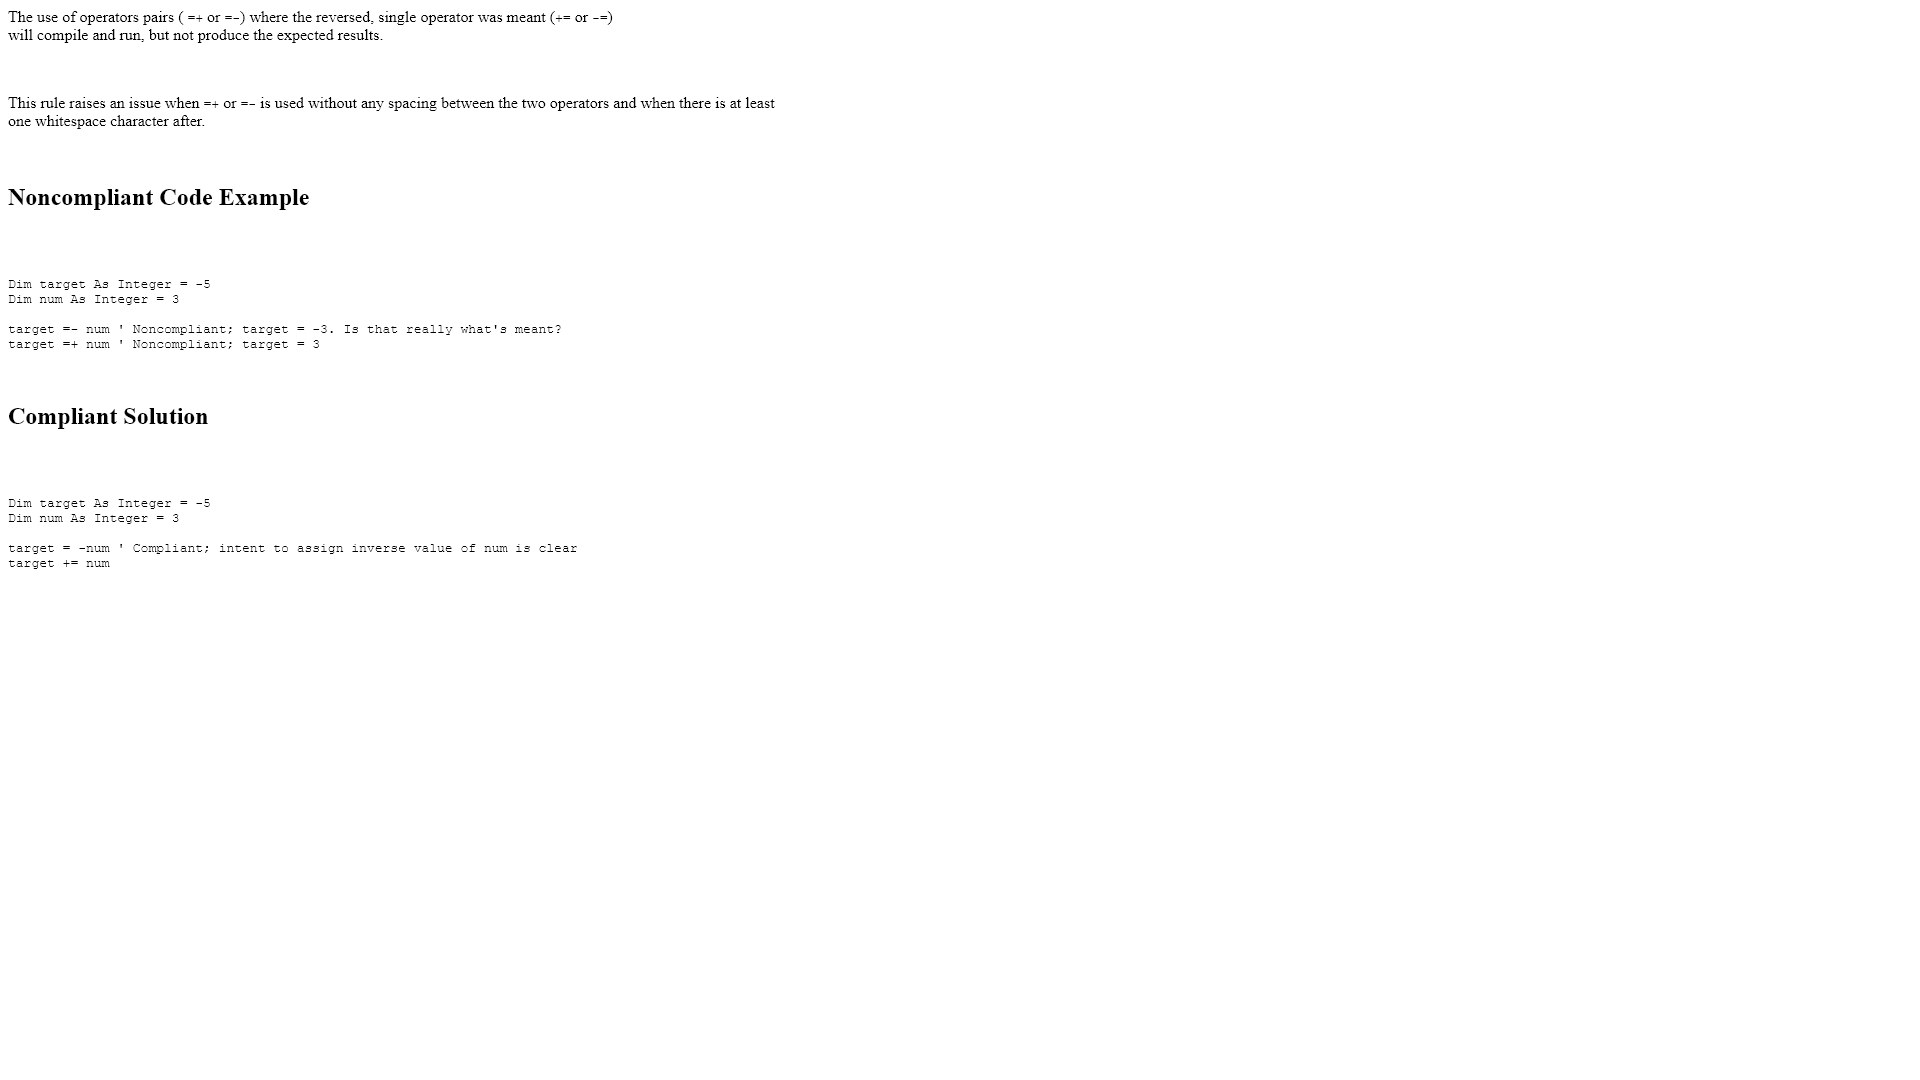 The use of operators pairs ( =+ or =-) where the reversed, single operator was meant (+= or -=)
will compile and run, but not produce the expected results.
This rule raises an issue when =+ or =- is used without any spacing between the two operators and when there is at least
one whitespace character after.
Noncompliant Code Example
Dim target As Integer = -5
Dim num As Integer = 3
target =- num ' Noncompliant; target = -3. Is that really what's meant?
target =+ num ' Noncompliant; target = 3
Compliant Solution
Dim target As Integer = -5
Dim num As Integer = 3
target = -num ' Compliant; intent to assign inverse value of num is clear
target += num